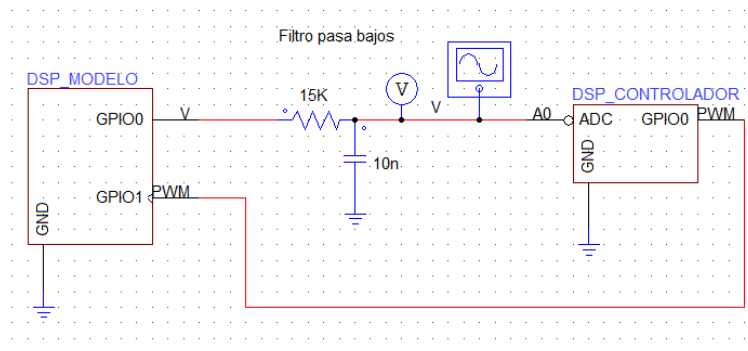 Filtro pasa bajos
DSP_MODELO
GPIO0
V
15K
V
V
10n
GPIO1
PWM
GND
DSP_CONTROLADOR
A0
ADC
GPIO0
PWM
GND